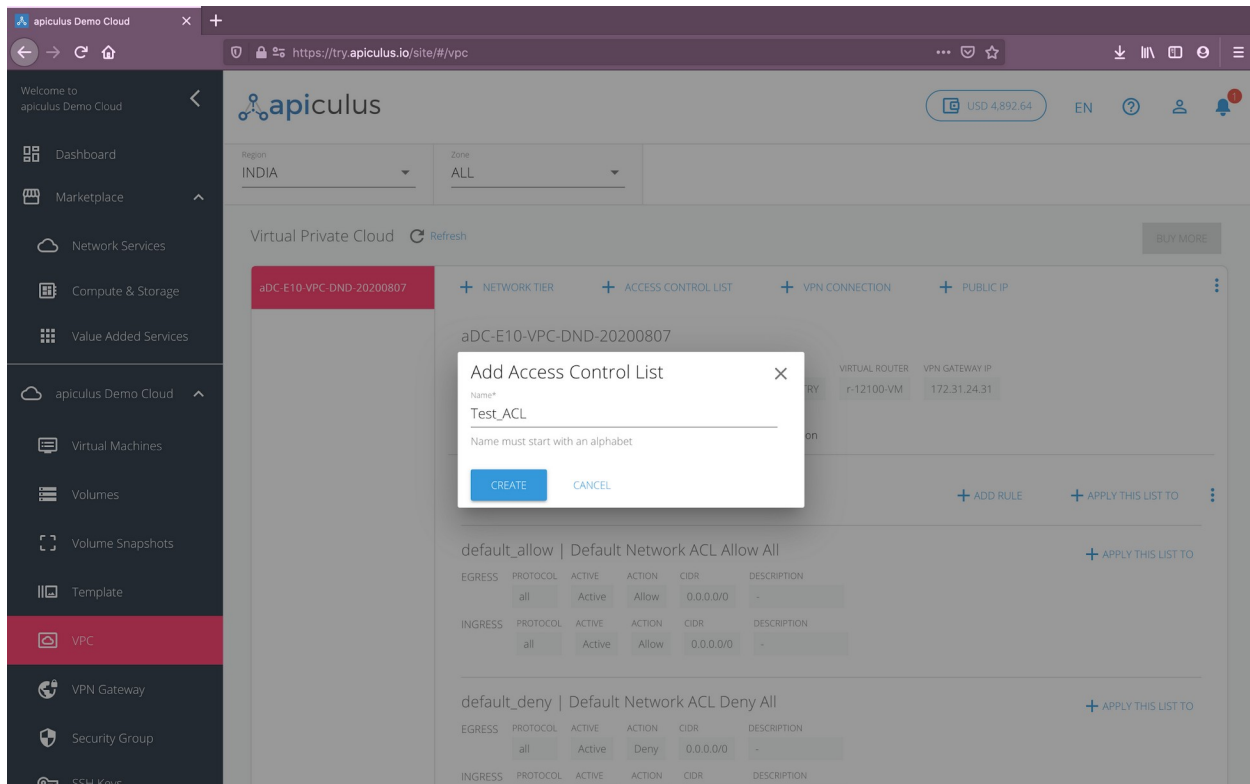 apiculus Demo Cloud
https://try.apiculus.io/site/#/vpc
Welcome to
apiculus Demo Cloud
Dashboard
Marketplace
Network Services
Compute & Storage
Value Added Services
apiculus Demo Cloud
Virtual Machines
Volumes
Volume Snapshots
Template
VPC
VPN Gateway
Security Group
SSH Keys
apiculus
USD 4,892.64
EN
1
Region
INDIA
Zone
ALL
Virtual Private Cloud
Refresh
BUY MORE
aDC-E10-VPC-DND-20200807
NETWORK TIER
ACCESS CONTROL LIST
VPN CONNECTION
PUBLIC IP
aDC-E10-VPC-DND-20200807
VIRTUAL ROUTER
VPN GATEWAY IP
r-12100-VM
172.31.24.31
Add Access Control List
Name*
Test_ACL
Name must start with an alphabet
CREATE
CANCEL
ADD RULE
APPLY THIS LIST TO
default_allow | Default Network ACL Allow All
APPLY THIS LIST TO
EGRESS PROTOCOL ACTIVE ACTION CIDR DESCRIPTION
all Active Allow 0.0.0.0/0 -
INGRESS PROTOCOL ACTIVE ACTION CIDR DESCRIPTION
all Active Allow 0.0.0.0/0 -
default_deny | Default Network ACL Deny All
APPLY THIS LIST TO
EGRESS PROTOCOL ACTIVE ACTION CIDR DESCRIPTION
all Active Deny 0.0.0.0/0 -
INGRESS PROTOCOL ACTIVE ACTION CIDR DESCRIPTION